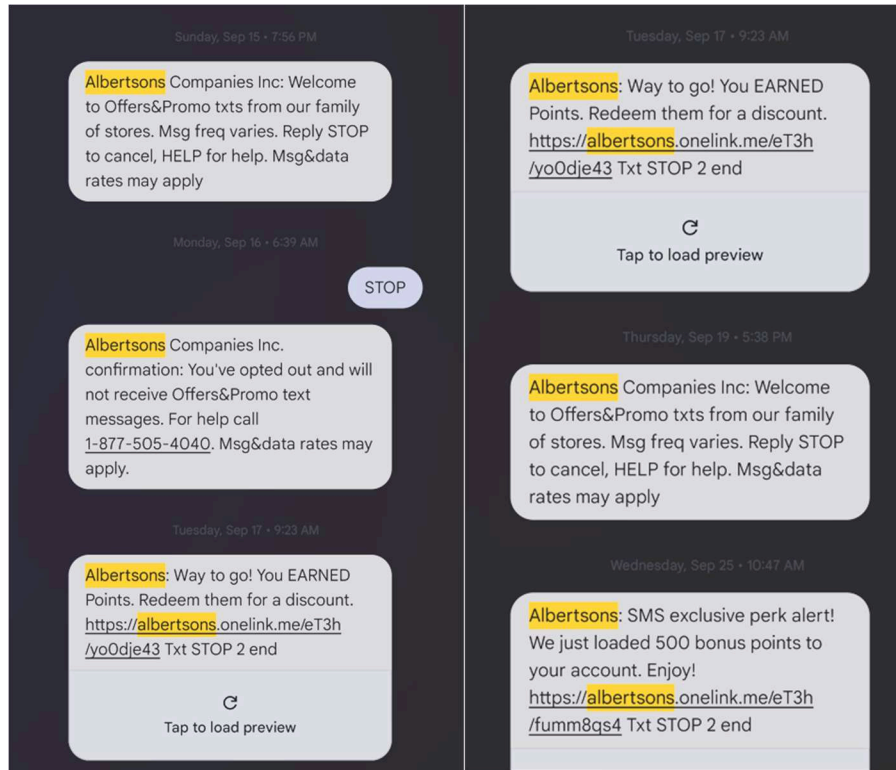 Sunday, Sep 15 • 7:56 PM
Albertsons Companies Inc: Welcome
to Offers&Promo txts from our family
of stores. Msg freq varies. Reply STOP
to cancel, HELP for help. Msg&data
rates may apply
Monday, Sep 16 • 6:39 AM
STOP
Albertsons Companies Inc.
confirmation: You've opted out and will
not receive Offers&Promo text
messages. For help call
1-877-505-4040. Msg&data rates may
apply.
Tuesday, Sep 17 • 9:23 AM
Albertsons: Way to go! You EARNED
Points. Redeem them for a discount.
https://albertsons.onelink.me/eT3h
/yo0dje43 Txt STOP 2 end
Tap to load preview
Tuesday, Sep 17 • 9:23 AM
Albertsons: Way to go! You EARNED
Points. Redeem them for a discount.
https://albertsons.onelink.me/eT3h
/yo0dje43 Txt STOP 2 end
Tap to load preview
Thursday, Sep 19 • 5:38 PM
Albertsons Companies Inc: Welcome
to Offers&Promo txts from our family
of stores. Msg freq varies. Reply STOP
to cancel, HELP for help. Msg&data
rates may apply
Wednesday, Sep 25 • 10:47 AM
Albertsons: SMS exclusive perk alert!
We just loaded 500 bonus points to
your account. Enjoy!
https://albertsons.onelink.me/eT3h
/fumm8qs4 Txt STOP 2 end